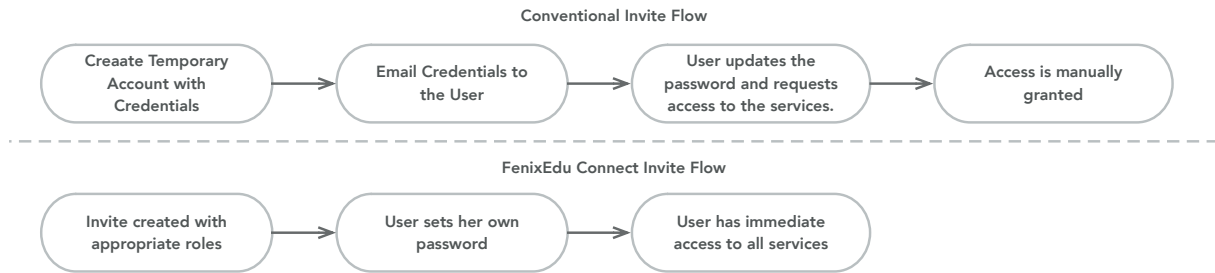 Conventional Invite Flow
Creaate Temporary
Account with
Credentials
Email Credentials to
the User
User updates the
password and requests
access to the services.
Access is manually
granted
FenixEdu Connect Invite Flow
Invite created with
appropriate roles
User sets her own
password
User has immediate
access to all services